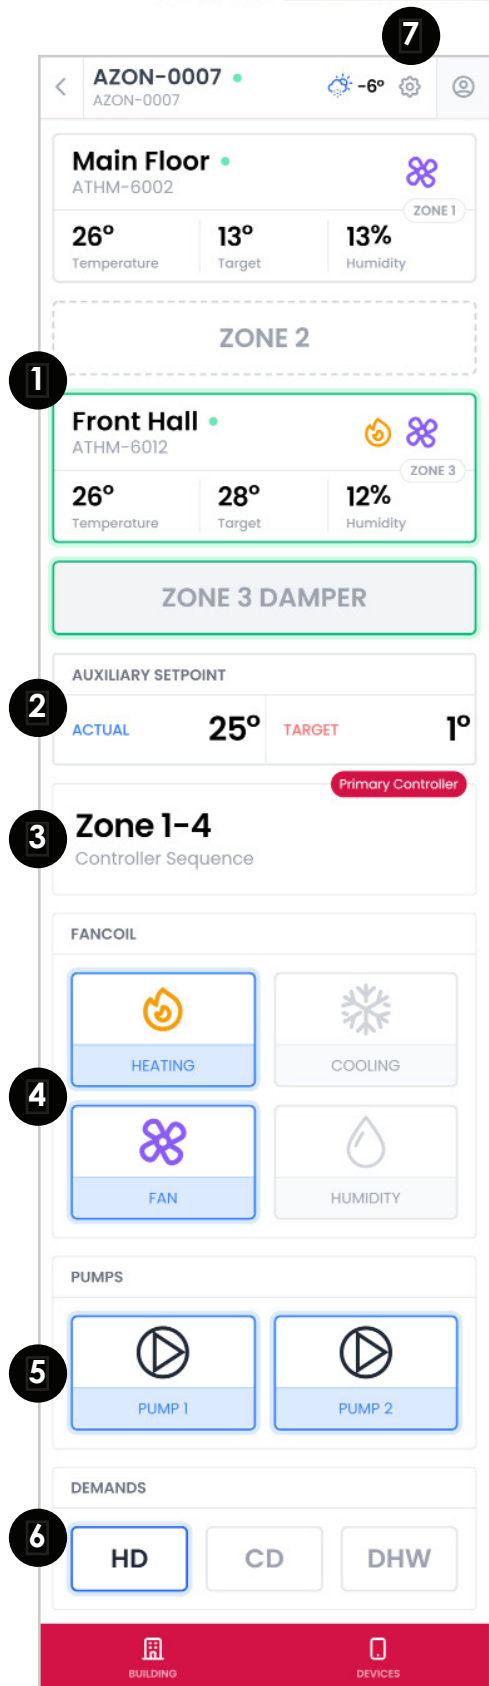 7
AZON-0007
AZON-0007
-6°
Main Floor
ATHM-6002
ZONE 1
26° 13° 13%
Temperature Target Humidity
ZONE 2
1
Front Hall
ATHM-6012
ZONE 3
26° 28° 12%
Temperature Target Humidity
ZONE 3 DAMPER
AUXILIARY SETPOINT
2
ACTUAL 25° TARGET 1°
Primary Controller
3
Zone 1-4
Controller Sequence
FANCOIL
HEATING COOLING
4
FAN HUMIDITY
PUMPS
5
PUMP 1 PUMP 2
DEMANDS
6
HD CD DHW
BUILDING DEVICES